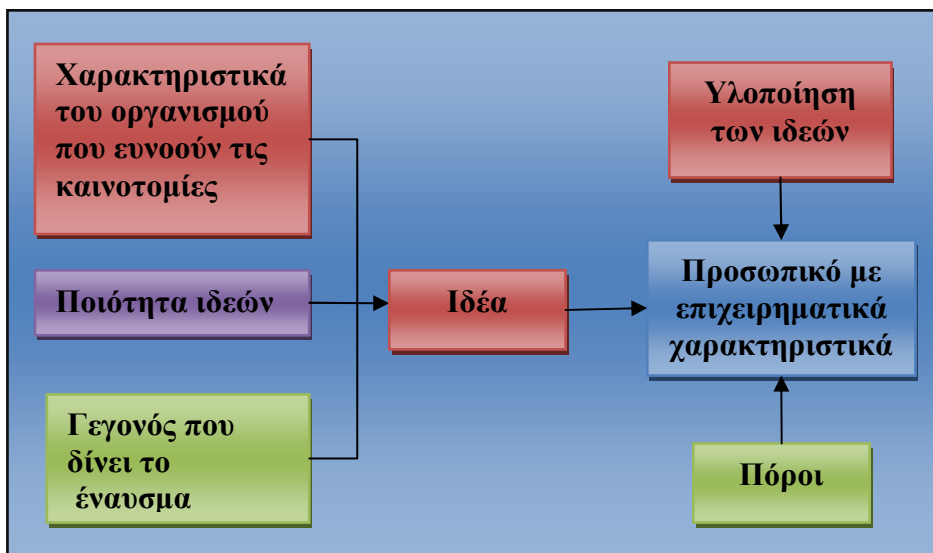 Χαρακτηριστικά
του οργανισμού
που ευνοούν τις
καινοτομίες
Ποιότητα ιδεών
Γεγονός που
δίνει το
έναυσμα
Ιδέα
Υλοποίηση
των ιδεών
Προσωπικό με
επιχειρηματικά
χαρακτηριστικά
Πόροι